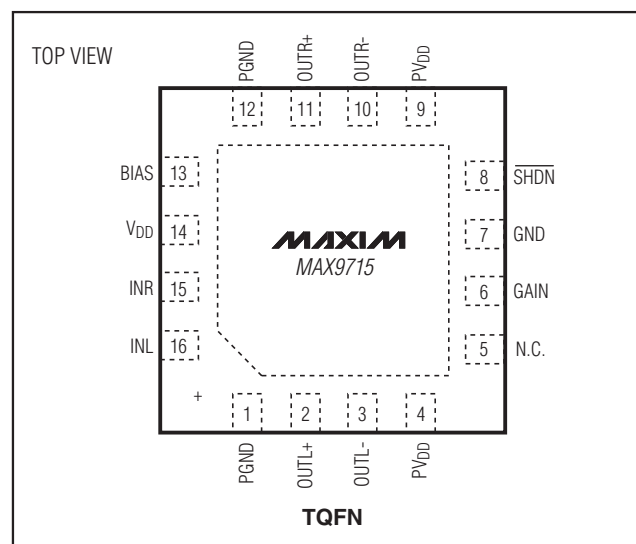 TOP VIEW
PGND
OUTR+
OUTR-
PVDD
12
11
10
9
BIAS 13
8 SHDN
VDD 14
7 GND
MAXIM
MAX9715
INR 15
6 GAIN
INL 16
5 N.C.
+
1
2
3
4
PGND
OUTL+
OUTL-
PVDD
TQFN